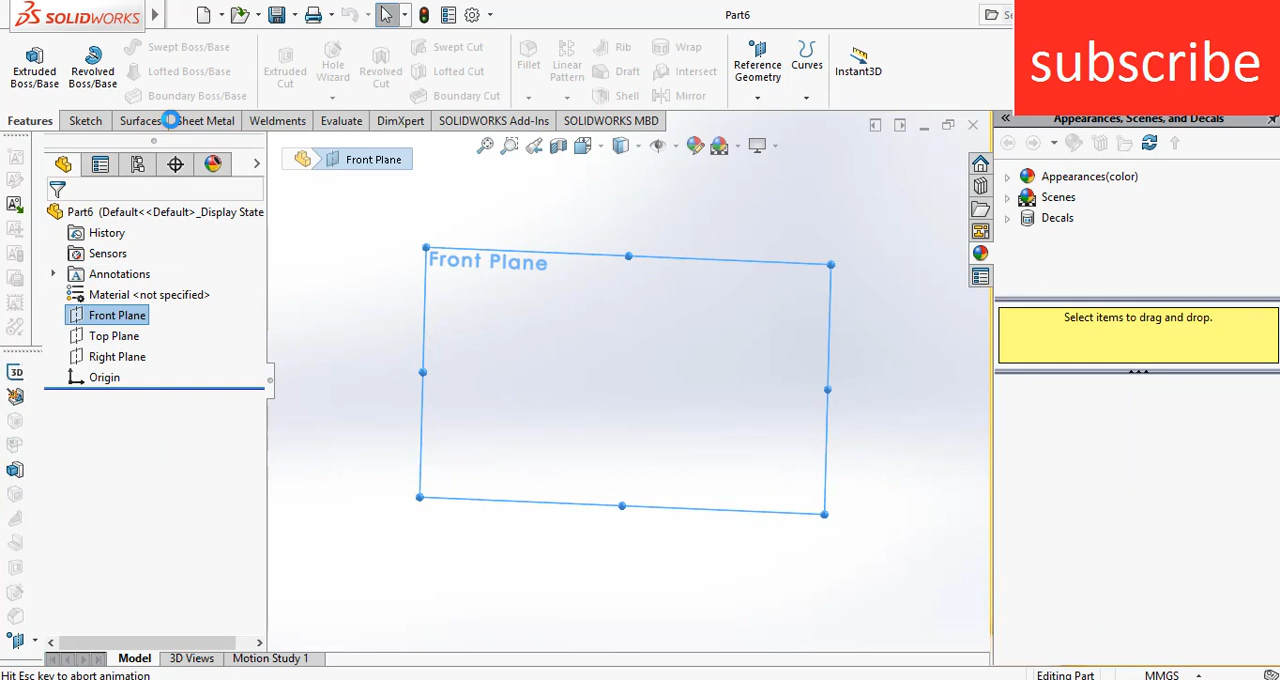 SOLIDWORKS
Part6
subscribe
Extruded
Boss/Base
Revolved
Boss/Base
Swept Boss/Base
Lofted Boss/Base
Boundary Boss/Base
Extruded
Cut
Hole
Wizard
Revolved
Cut
Swept Cut
Lofted Cut
Boundary Cut
Fillet
Linear
Pattern
Rib
Draft
Shell
Wrap
Intersect
Mirror
Reference
Geometry
Curves
Instant3D
Features Sketch Surfaces Sheet Metal Weldments Evaluate DimXpert SOLIDWORKS Add-Ins SOLIDWORKS MBD
Appearances, Scenes, and Decals
Front Plane
Part6 (Default<<Default>_Display State
History
Sensors
Annotations
Material <not specified>
Front Plane
Top Plane
Right Plane
Origin
Front Plane
Appearances(color)
Scenes
Decals
Select items to drag and drop.
3D
Model 3D Views Motion Study 1
Hit Esc key to abort animation
Editing Part MMGS